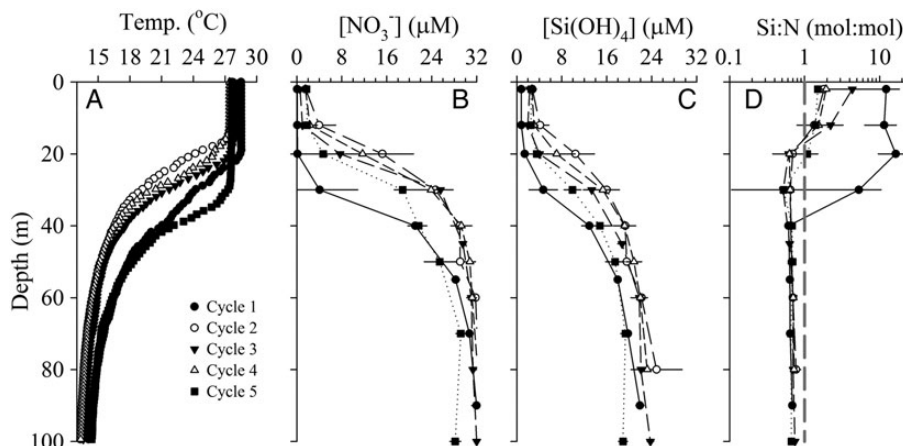 Temp. (°C)
[NO₃⁻] (μM)
[Si(OH)₄] (μM)
Si:N (mol:mol)
15 18 21 24 27 30
0 8 16 24 32
0 8 16 24 32
0.1 1 10
0
20
40
60
80
100
Depth (m)
A
B
C
D
Cycle 1
Cycle 2
Cycle 3
Cycle 4
Cycle 5